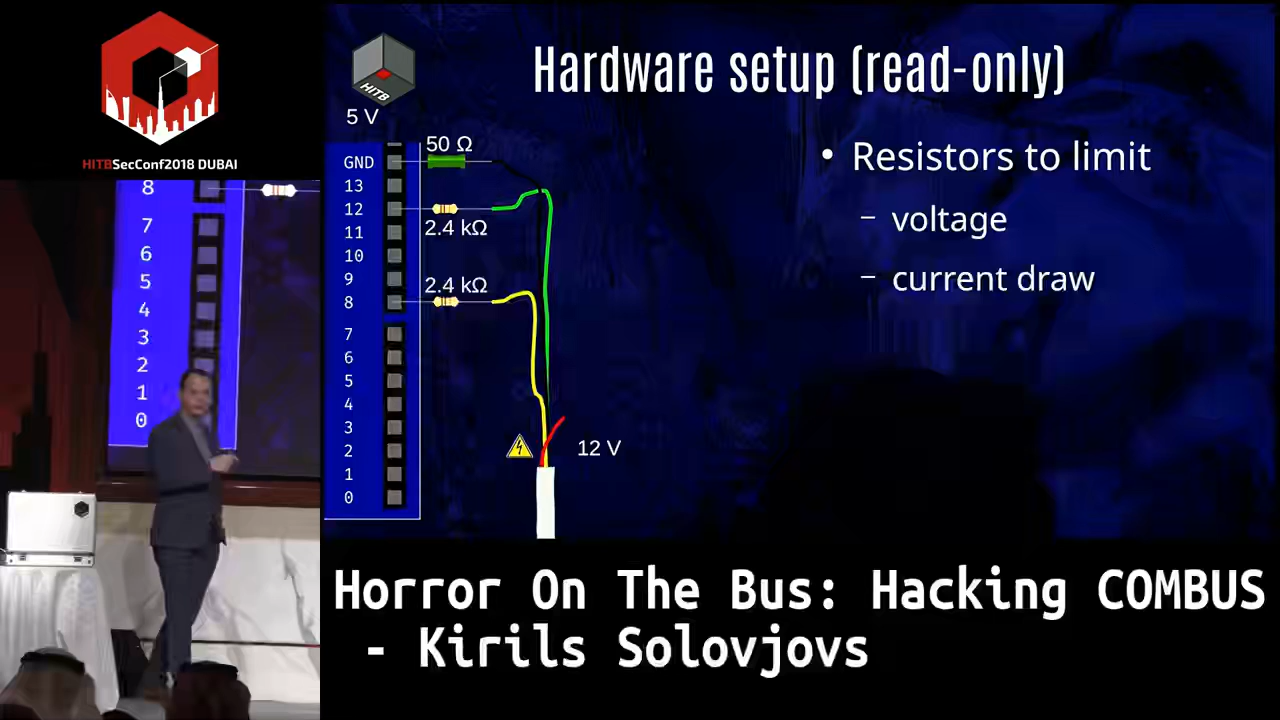 HITBSecConf2018 DUBAI
8
7
6
5
4
3
2
1
0
HITB
Hardware setup (read-only)
5 V
50 Ω
GND
13
12
2.4 kΩ
11
10
9
2.4 kΩ
8
7
6
5
4
3
2
1
0
12 V
• Resistors to limit
– voltage
– current draw
Horror On The Bus: Hacking COMBUS
- Kirils Solovjovs